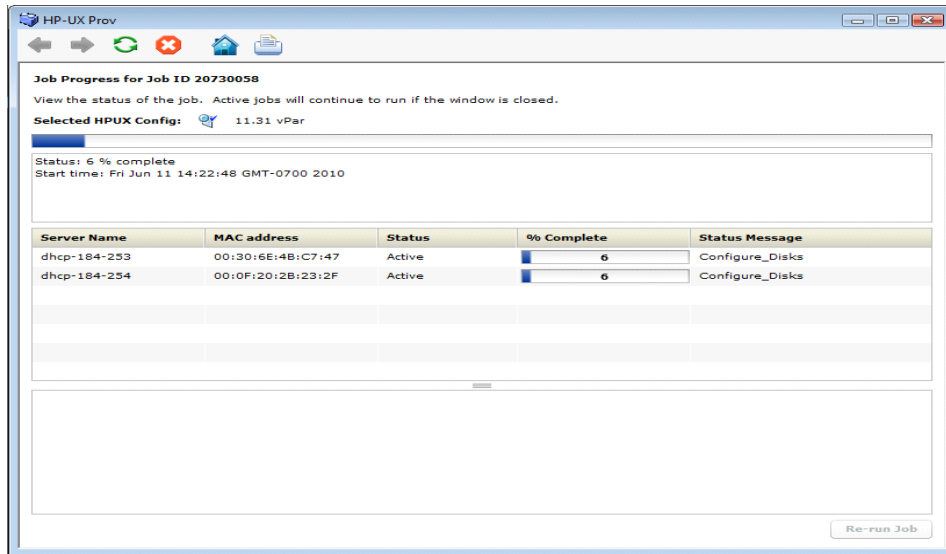 HP-UX Prov
Job Progress for Job ID 20730058
View the status of the job. Active jobs will continue to run if the window is closed.
Selected HPUX Config: 11.31 vPar
Status: 6 % complete
Start time: Fri Jun 11 14:22:48 GMT-0700 2010
Server Name MAC address Status % Complete Status Message
dhcp-184-253 00:30:6E:4B:C7:47 Active 6 Configure_Disks
dhcp-184-254 00:0F:20:2B:23:2F Active 6 Configure_Disks
Re-run Job